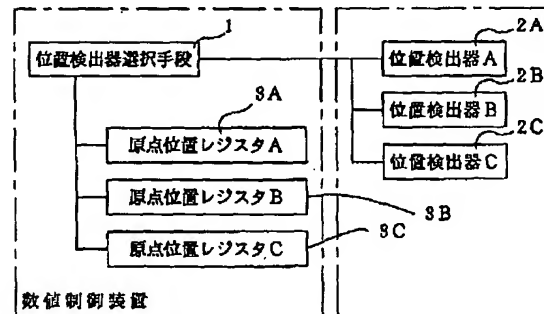 1
位置検出器選択手段
2A
位置検出器A
2B
位置検出器B
2C
位置検出器C
3A
原点位置レジスタA
原点位置レジスタB
3B
原点位置レジスタC
3C
数値制御装置